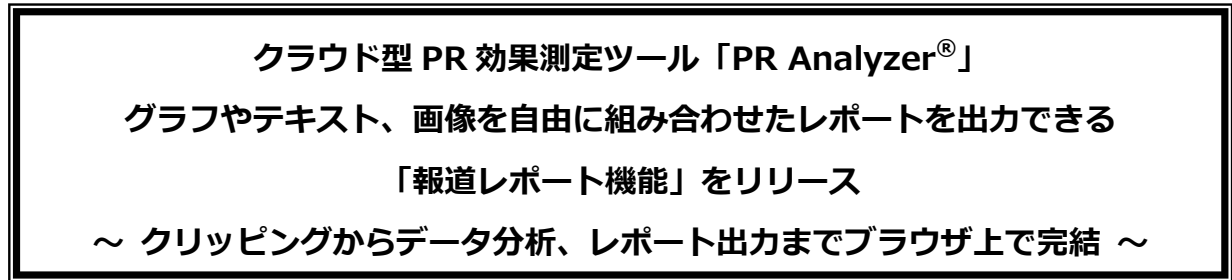 クラウド型 PR 効果測定ツール「PR Analyzer®」
グラフやテキスト、画像を自由に組み合わせたレポートを出力できる
「報道レポート機能」をリリース
～ クリッピングからデータ分析、レポート出力までブラウザ上で完結 ～